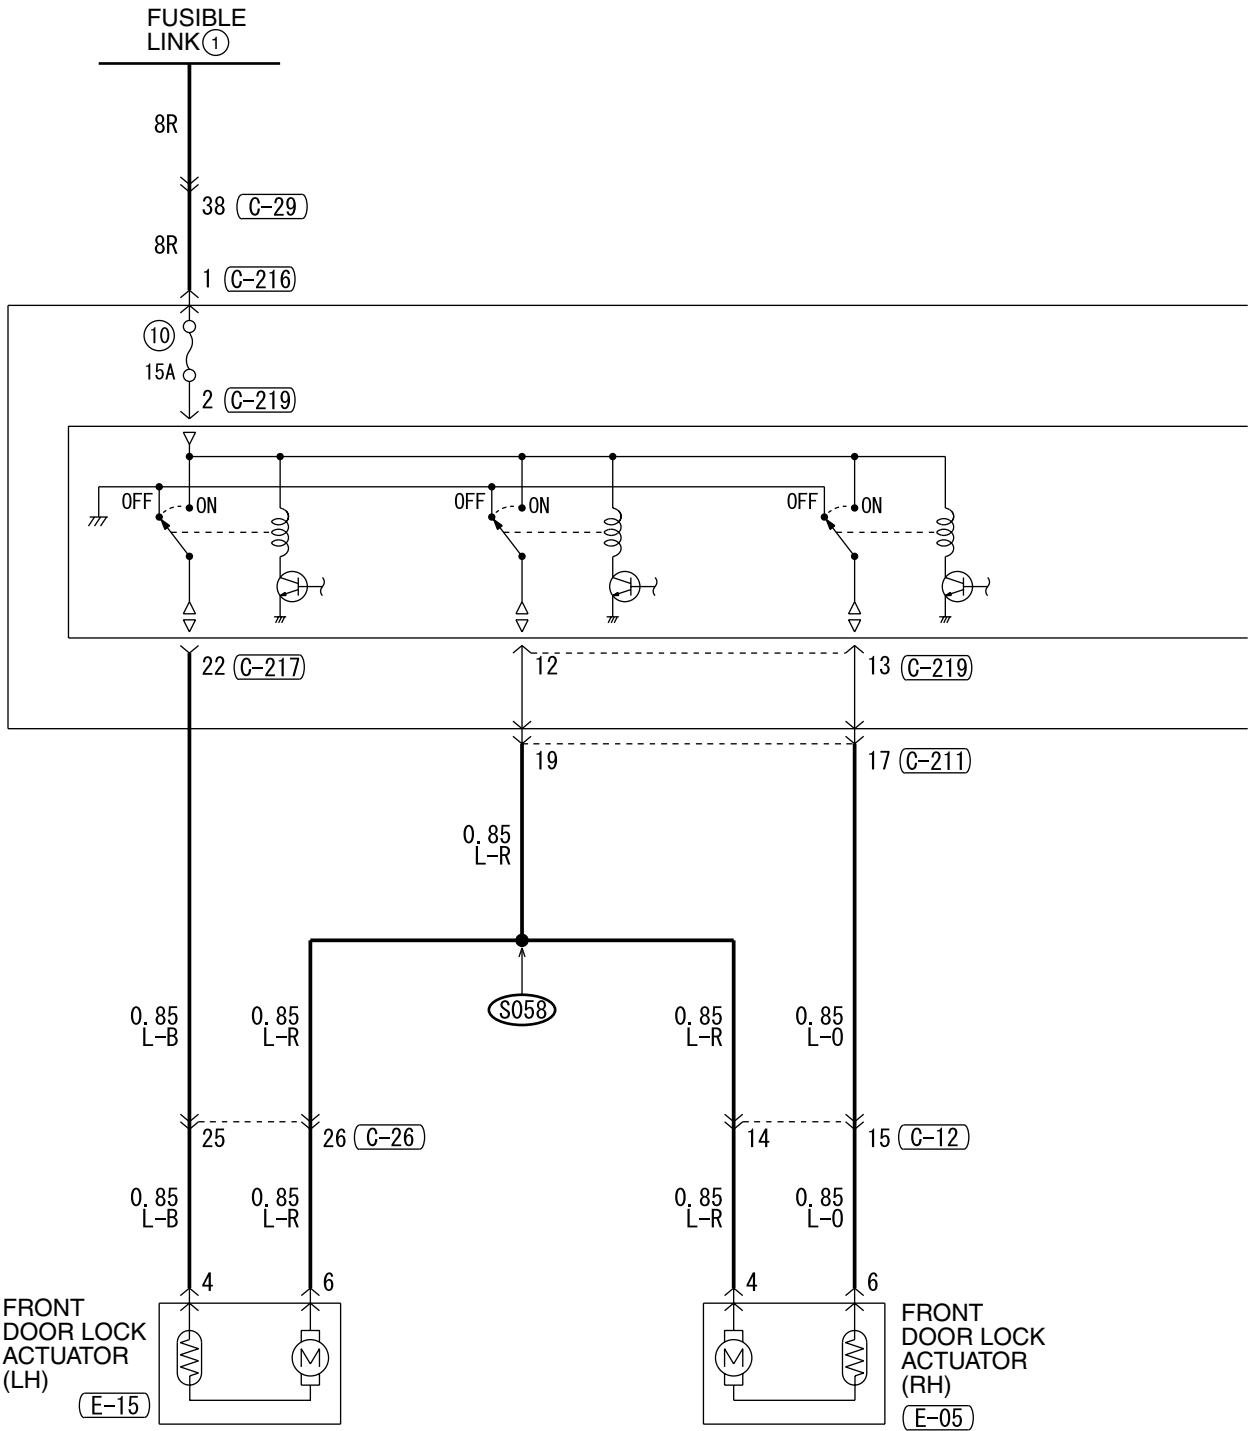 FUSIBLE
LINK 1
8R
38 C-29
8R
1 C-216
10
15A
2 C-219
OFF ON
OFF ON
OFF ON
22 C-217
12
13 C-219
19
17 C-211
0.85
L-R
S058
0.85
L-B
0.85
L-R
0.85
L-R
0.85
L-O
25
26 C-26
14
15 C-12
0.85
L-B
0.85
L-R
0.85
L-R
0.85
L-O
4
6
4
6
FRONT
DOOR LOCK
ACTUATOR
(LH)
E-15
M
M
FRONT
DOOR LOCK
ACTUATOR
(RH)
E-05